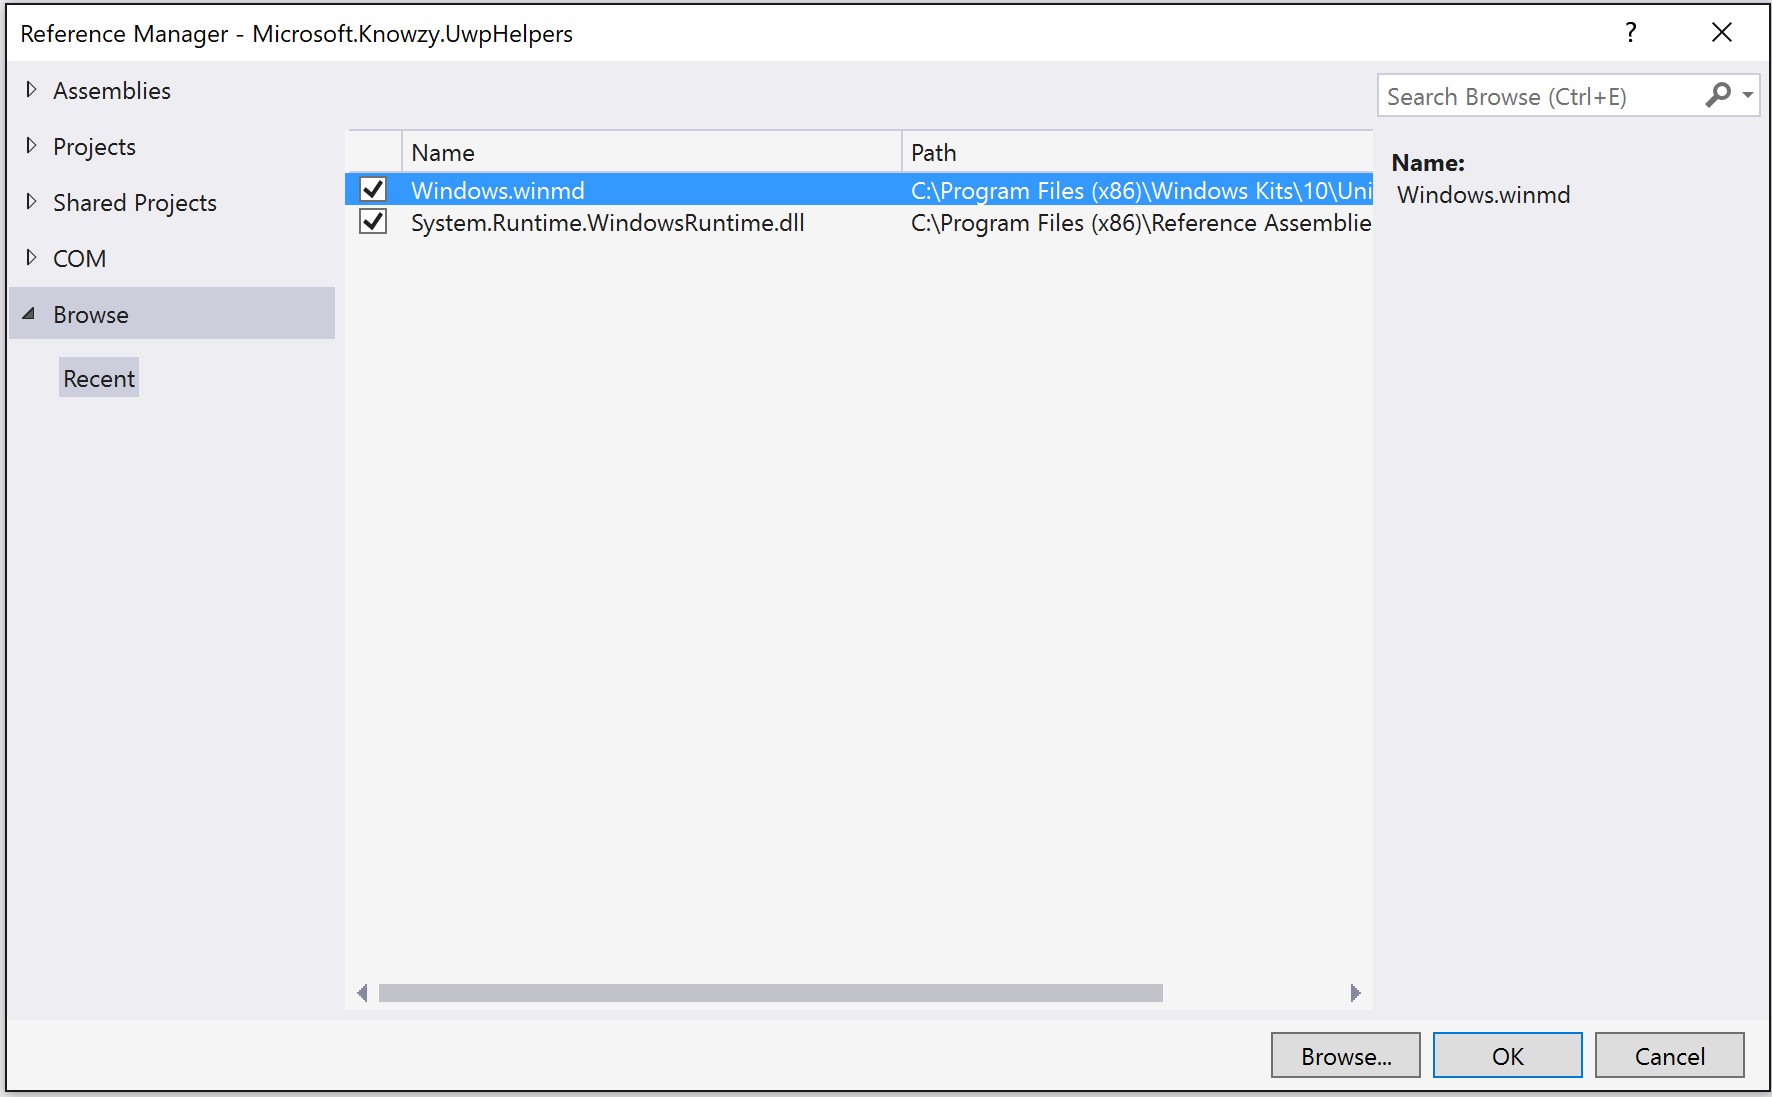 Reference Manager - Microsoft.Knowzy.UwpHelpers
?
Assemblies
Projects
Shared Projects
COM
Browse
Recent
Name Path
Windows.winmd C:\Program Files (x86)\Windows Kits\10\Uni
System.Runtime.WindowsRuntime.dll C:\Program Files (x86)\Reference Assemblie
Search Browse (Ctrl+E)
Name:
Windows.winmd
Browse... OK Cancel